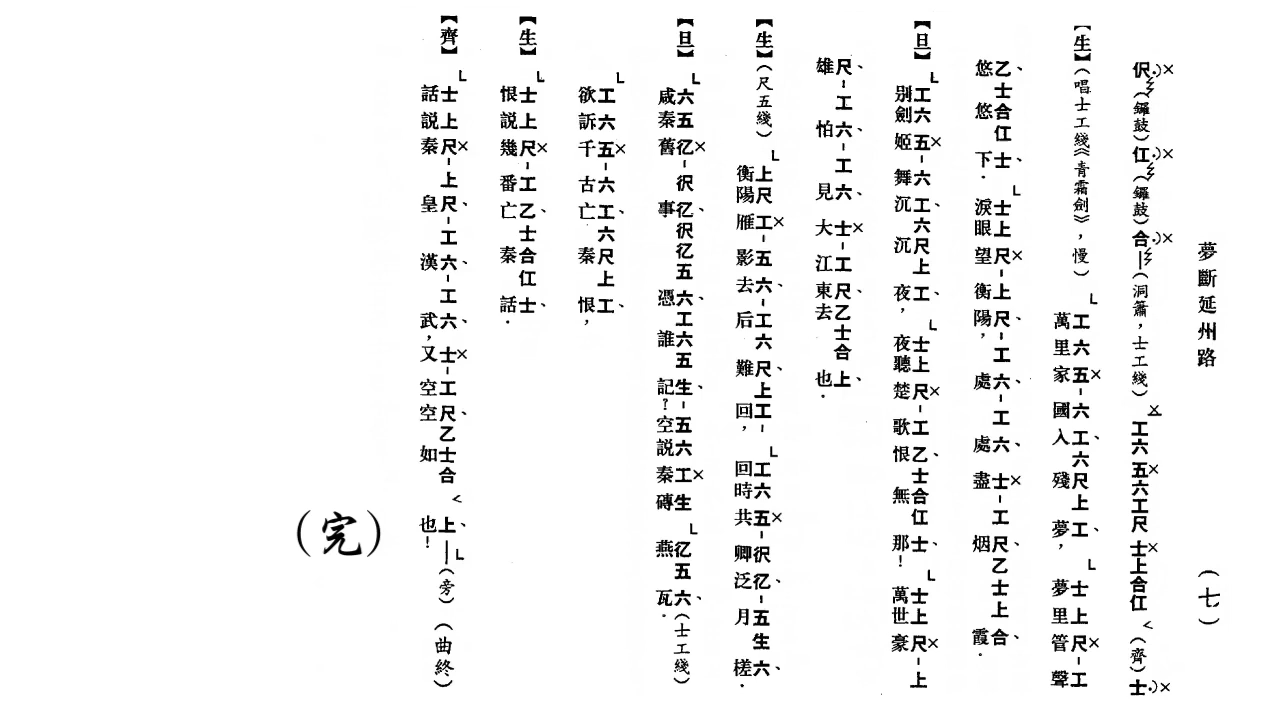 夢斷延州路 （七）
伬（鑼鼓）仜（鑼鼓）合—（洞簫，士工綫）工六五六工尺士上合仜（齊）士
【生】（唱士工綫《青霜劍》，慢）
工六五-六工六尺上工士上尺-工
萬里家國入殘夢，夢里管聲
乙士合仜士士上尺-上尺-工六-工六士-工尺乙士上合
悠悠下．淚眼望衡陽，處處盡烟霞．
【旦】
工六五-六工六尺上工士上尺-工乙士合仜士士上尺-上
别劍姬舞沉沉夜，夜聽楚歌恨無那！萬世豪
尺-工六-工六士-工尺乙士合上
雄怕見大江東去也．
【生】（尺五綫）
上尺工-五六-工六尺上工-工六五-伬亿-五生六
衡陽雁影去后難回，回時共卿泛月槎．
【旦】
六五亿-伬亿伬亿五六工六五生-五六工生亿五六（士工綫）
咸秦舊事憑誰記？空説秦磚燕瓦．
工六五-六工六尺上工
欲訴千古亡秦恨，
【生】
士上尺-工乙士合仜士
恨説幾番亡秦話．
【齊】
士上尺-上尺-工六-工六士-工尺乙士合上—（旁）（曲終）
話説秦皇漢武，又空空如也！
（完）